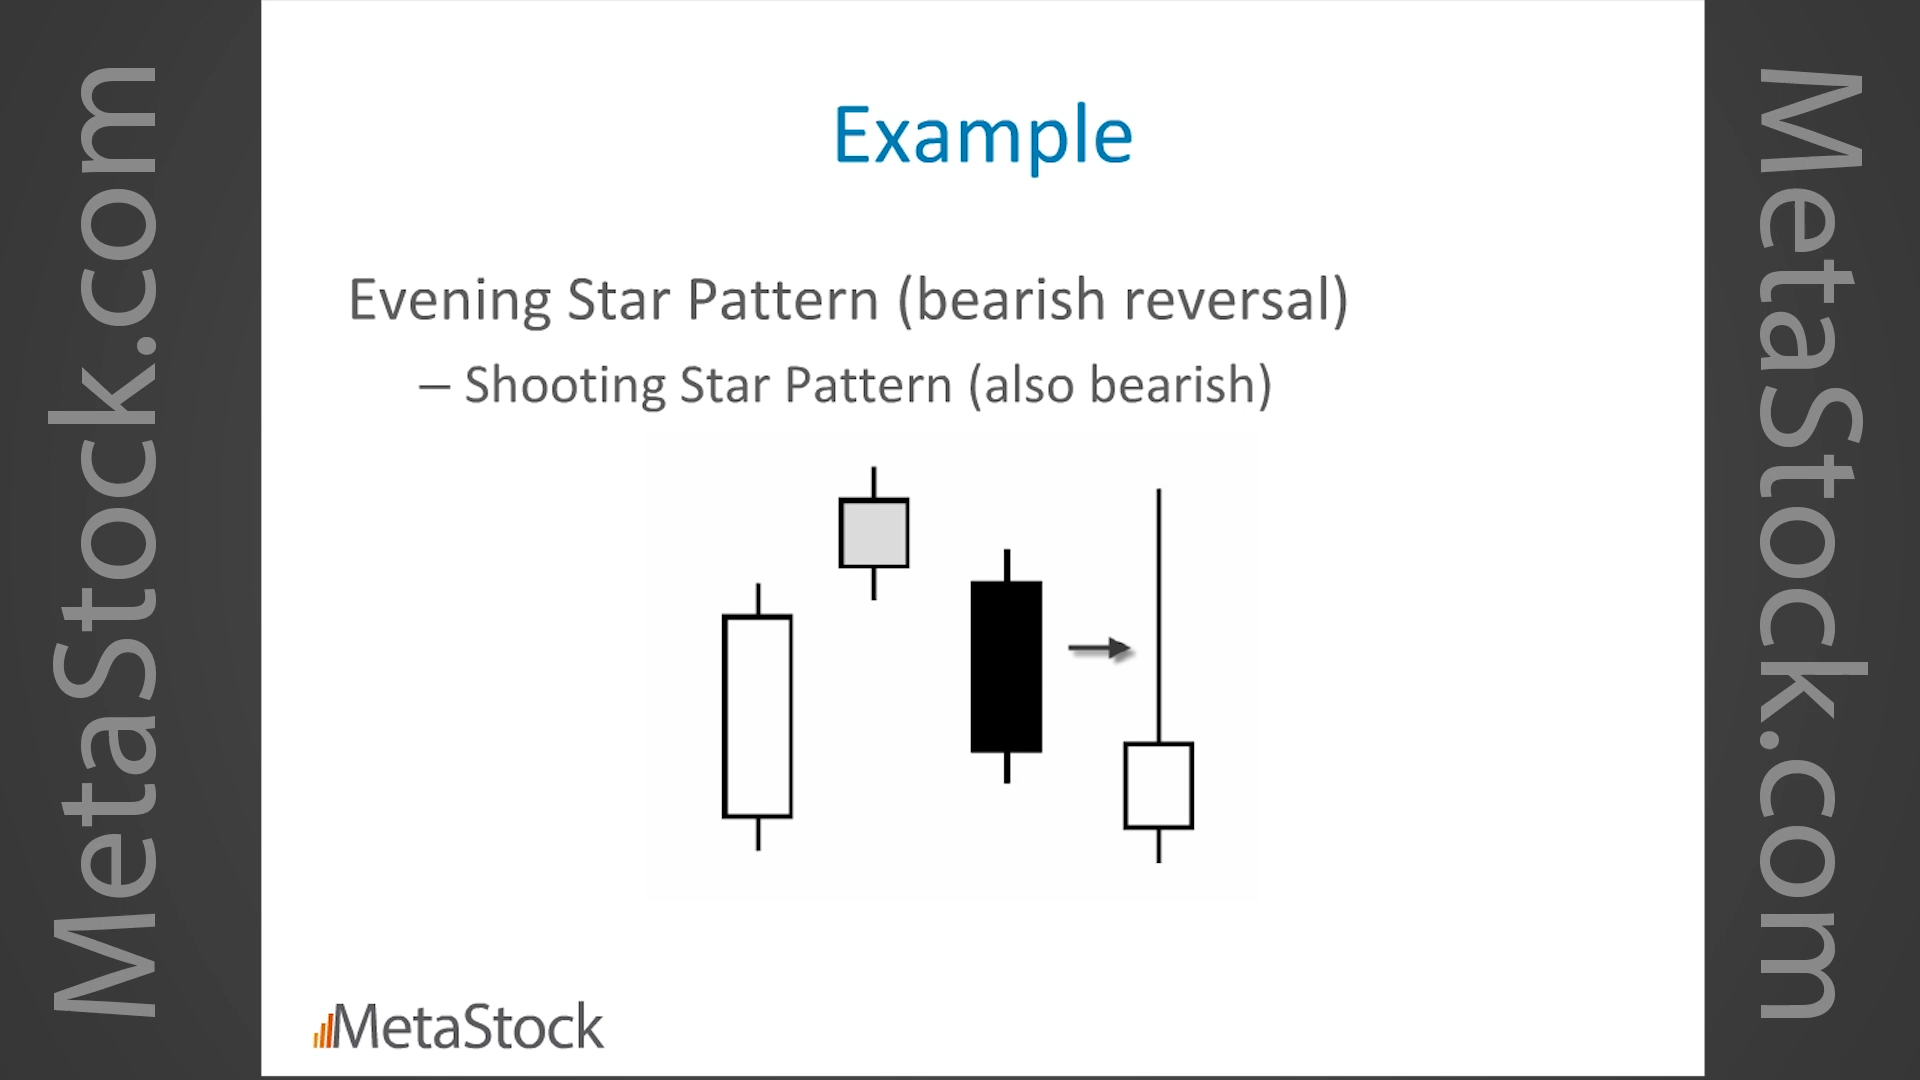 MetaStock.com
Example
Evening Star Pattern (bearish reversal)
– Shooting Star Pattern (also bearish)
MetaStock
MetaStock.com